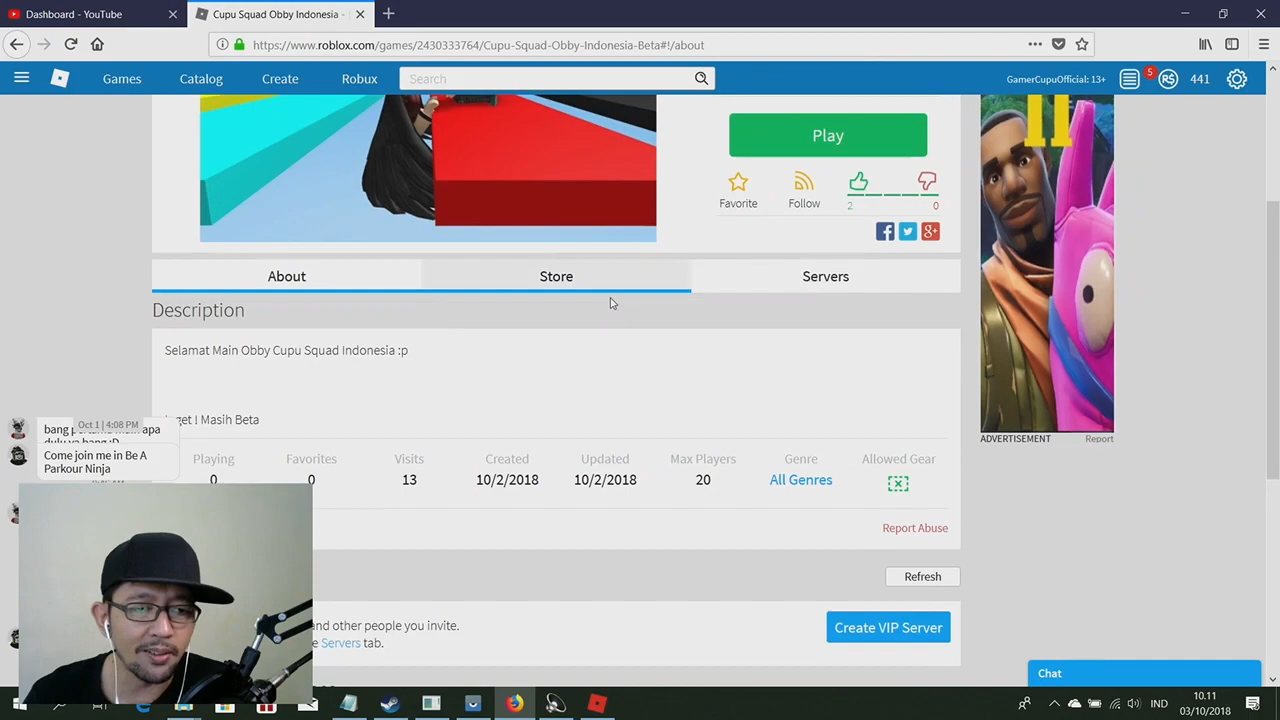 Dashboard - YouTube
Cupu Squad Obby Indonesia -
https://www.roblox.com/games/2430333764/Cupu-Squad-Obby-Indonesia-Beta#!/about
Games
Catalog
Create
Robux
Search
GamerCupuOfficial: 13+
5
R$
441
Play
Favorite
Follow
2
0
About
Store
Servers
Description
Selamat Main Obby Cupu Squad Indonesia :p
Masih Beta
Oct 1 | 4:08 PM
bang
apa
dulu ya bang :D
Come join me in Be A
Parkour Ninja
Playing
Favorites
Visits
Created
Updated
Max Players
Genre
Allowed Gear
0
0
13
10/2/2018
10/2/2018
20
All Genres
Report Abuse
Refresh
and other people you invite.
Servers tab.
Create VIP Server
ADVERTISEMENT
Report
Chat
IND
10.11
03/10/2018